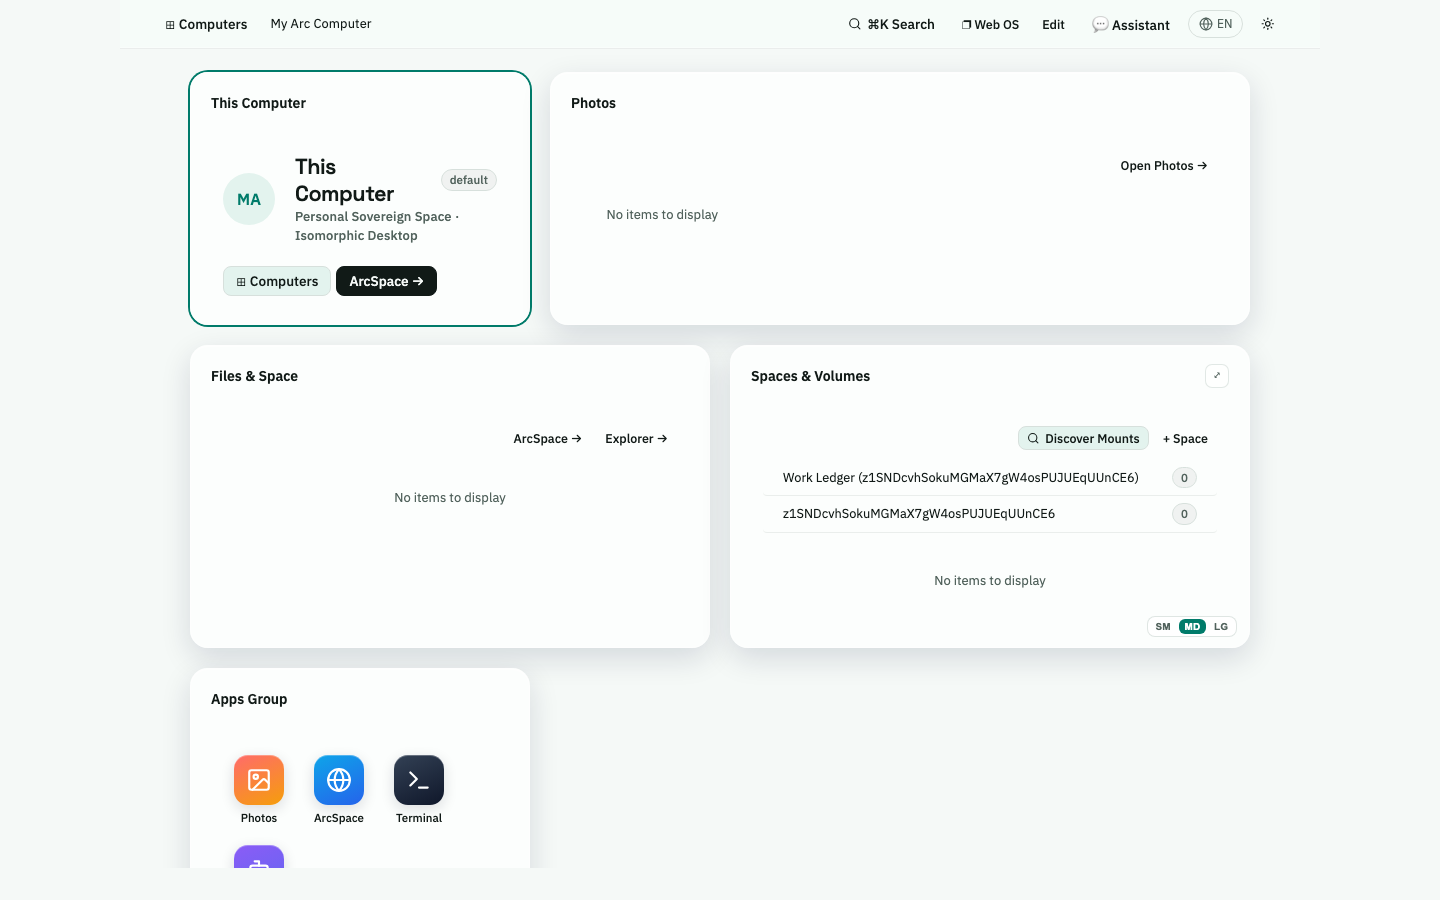 Computers
My Arc Computer
⌘K Search
Web OS
Edit
Assistant
EN
This Computer
MA
This
Computer
default
Personal Sovereign Space ·
Isomorphic Desktop
Computers
ArcSpace →
Photos
Open Photos →
No items to display
Files & Space
ArcSpace →
Explorer →
No items to display
Spaces & Volumes
Discover Mounts
+ Space
Work Ledger (z1SNDcvhSokuMGMaX7gW4osPUJUEqUUnCE6)
0
z1SNDcvhSokuMGMaX7gW4osPUJUEqUUnCE6
0
No items to display
SM
MD
LG
Apps Group
Photos
ArcSpace
Terminal